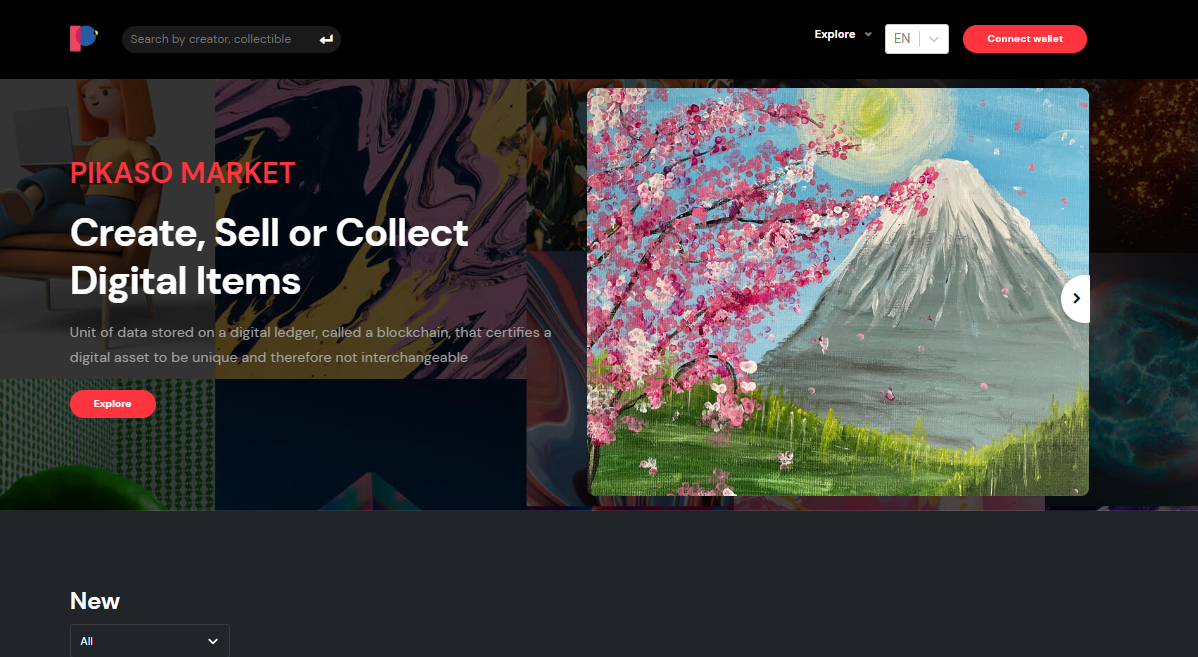 Search by creator, collectible
Explore
EN
Connect wallet
PIKASO MARKET
Create, Sell or Collect
Digital Items
Unit of data stored on a digital ledger, called a blockchain, that certifies a
digital asset to be unique and therefore not interchangeable
Explore
New
All